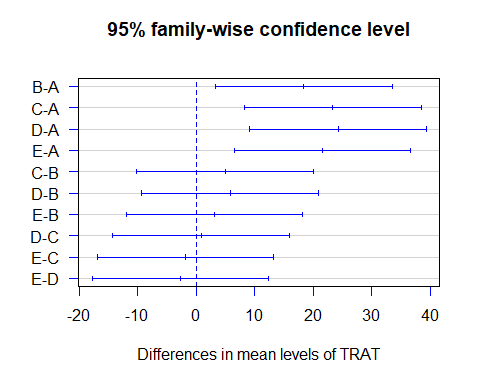 95% family-wise confidence level
B-A
C-A
D-A
E-A
C-B
D-B
E-B
D-C
E-C
E-D
-20 -10 0 10 20 30 40
Differences in mean levels of TRAT